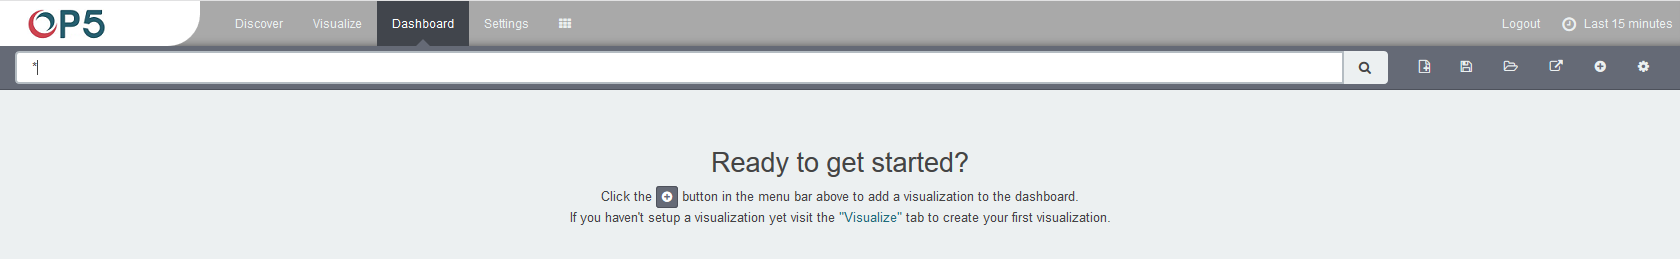 OP5 Discover Visualize Dashboard Settings Logout Last 15 minutes
*
Ready to get started?
Click the button in the menu bar above to add a visualization to the dashboard.
If you haven't setup a visualization yet visit the "Visualize" tab to create your first visualization.